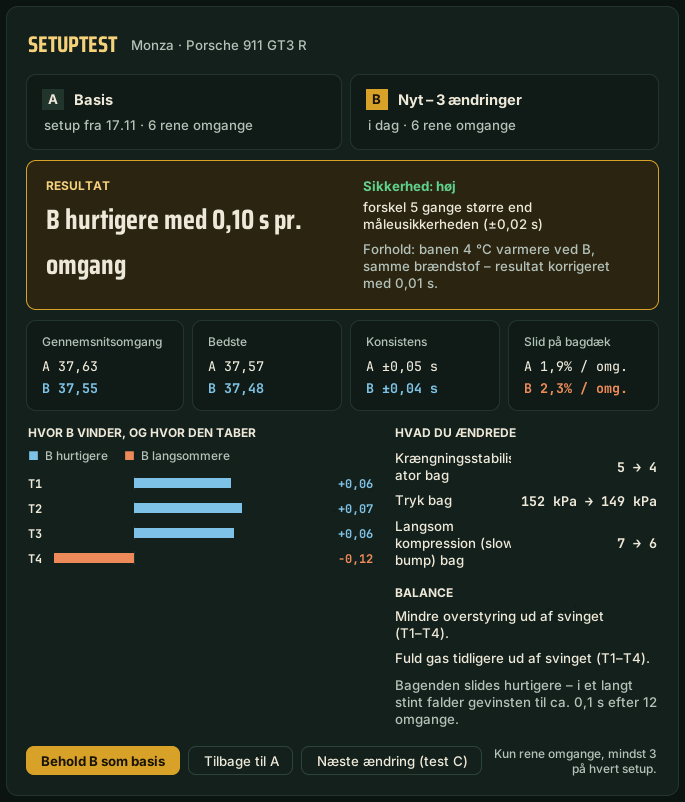 SETUPTEST Monza · Porsche 911 GT3 R
A Basis
setup fra 17.11 · 6 rene omgange
B Nyt – 3 ændringer
i dag · 6 rene omgange
RESULTAT
B hurtigere med 0,10 s pr.
omgang
Sikkerhed: høj
forskel 5 gange større end
måleusikkerheden (±0,02 s)
Forhold: banen 4 °C varmere ved B,
samme brændstof – resultat korrigeret
med 0,01 s.
Gennemsnitsomgang
A 37,63
B 37,55
Bedste
A 37,57
B 37,48
Konsistens
A ±0,05 s
B ±0,04 s
Slid på bagdæk
A 1,9% / omg.
B 2,3% / omg.
HVOR B VINDER, OG HVOR DEN TABER
B hurtigere B langsommere
T1 +0,06
T2 +0,07
T3 +0,06
T4 -0,12
HVAD DU ÆNDREDE
Krængningsstabilis
ator bag 5 → 4
Tryk bag 152 kPa → 149 kPa
Langsom
kompression (slow
bump) bag 7 → 6
BALANCE
Mindre overstyring ud af svinget
(T1–T4).
Fuld gas tidligere ud af svinget (T1–T4).
Bagenden slides hurtigere – i et langt
stint falder gevinsten til ca. 0,1 s efter 12
omgange.
Behold B som basis
Tilbage til A
Næste ændring (test C)
Kun rene omgange, mindst 3
på hvert setup.